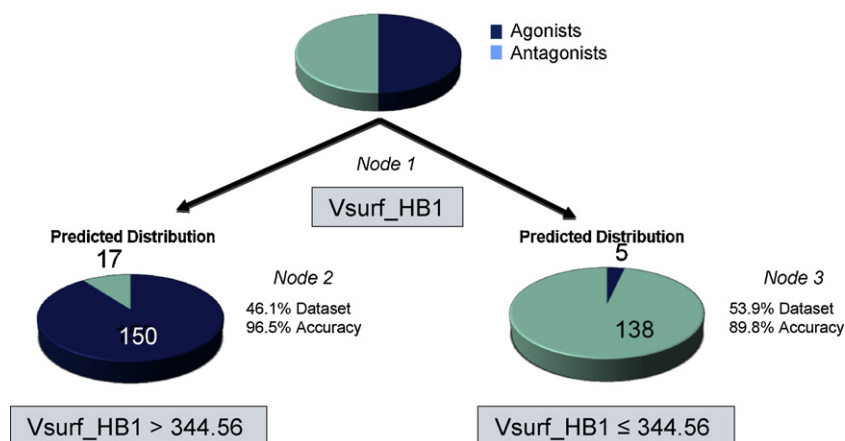 Agonists
Antagonists
Node 1
Vsurf_HB1
Predicted Distribution
17
150
Node 2
46.1% Dataset
96.5% Accuracy
Vsurf_HB1 > 344.56
Predicted Distribution
5
138
Node 3
53.9% Dataset
89.8% Accuracy
Vsurf_HB1 ≤ 344.56